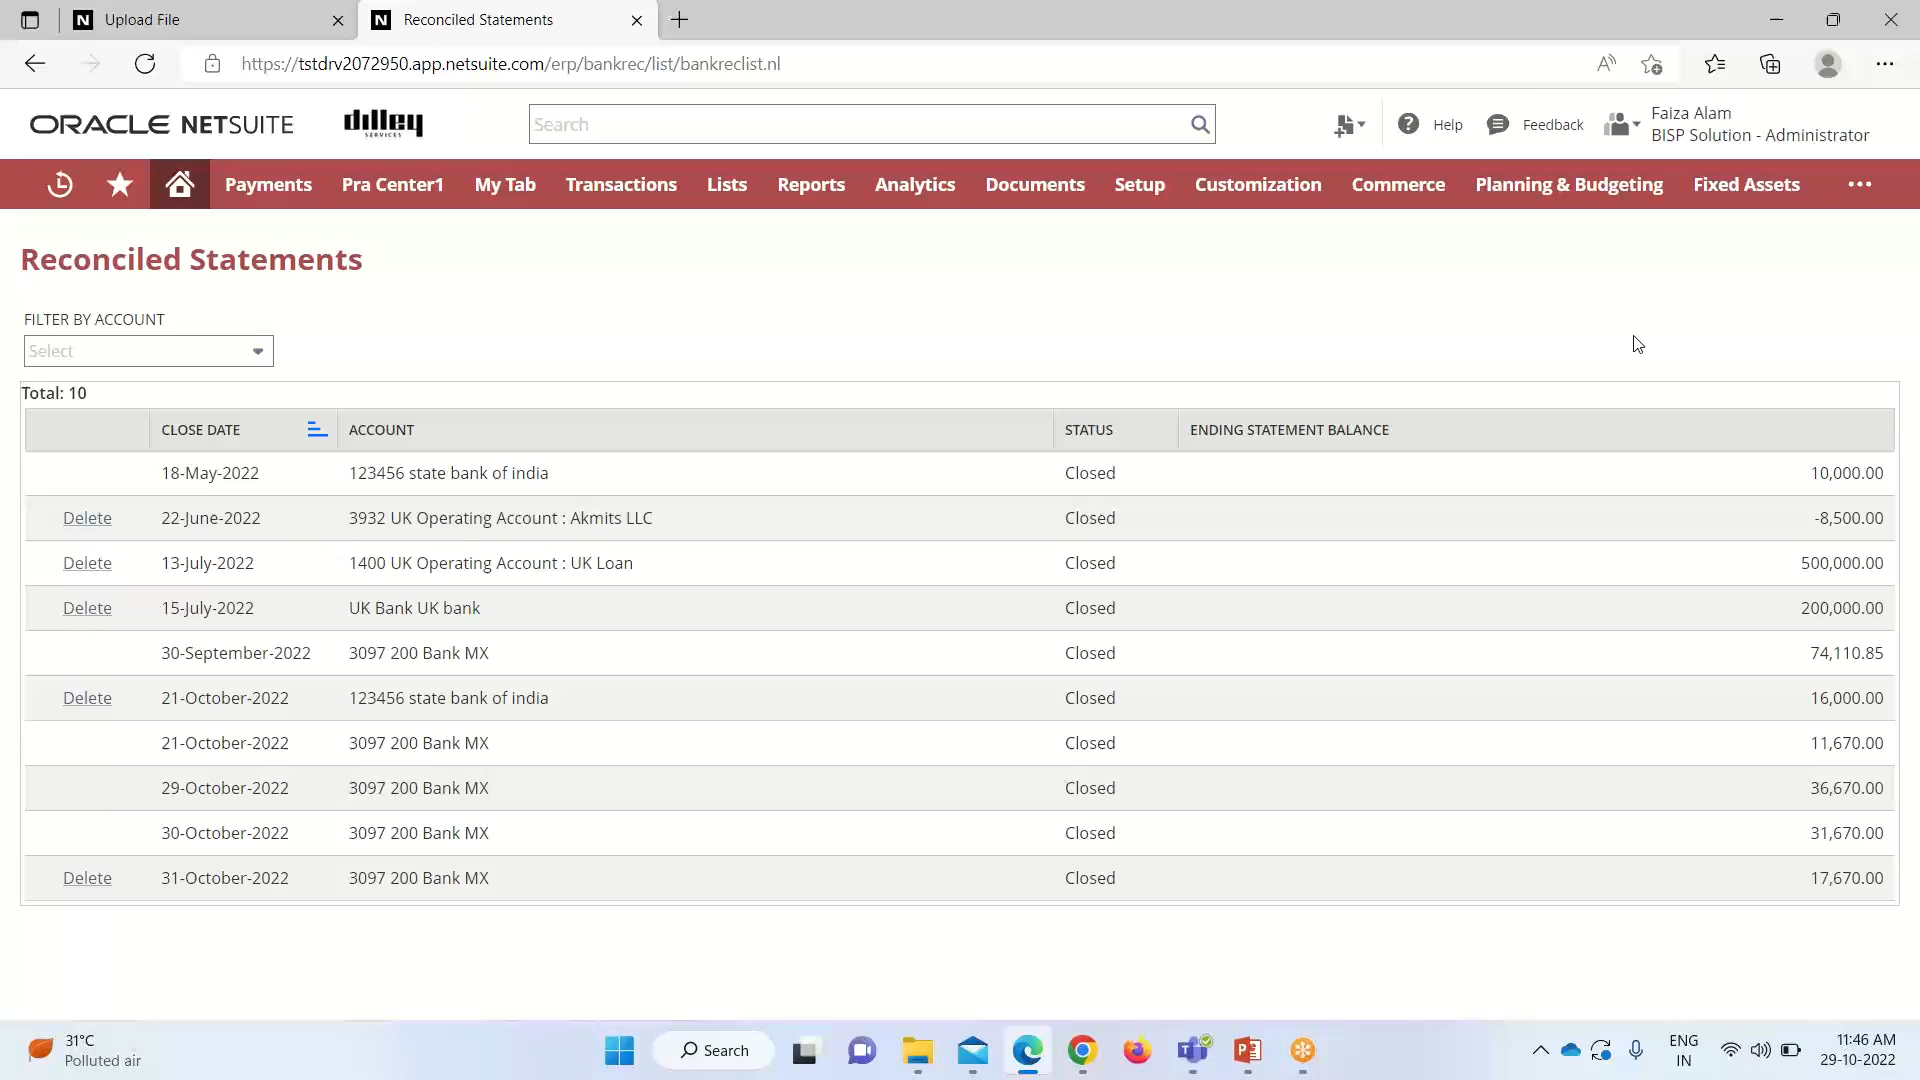 Upload File
Reconciled Statements
https://tstdrv2072950.app.netsuite.com/erp/bankrec/list/bankreclist.nl
ORACLE NETSUITE
dilley
SERVICES
Search
Help
Feedback
Faiza Alam
BISP Solution - Administrator
Payments Pra Center1 My Tab Transactions Lists Reports Analytics Documents Setup Customization Commerce Planning & Budgeting Fixed Assets
Reconciled Statements
FILTER BY ACCOUNT
Select
Total: 10
CLOSE DATE ACCOUNT STATUS ENDING STATEMENT BALANCE
18-May-2022 123456 state bank of india Closed 10,000.00
Delete 22-June-2022 3932 UK Operating Account : Akmits LLC Closed -8,500.00
Delete 13-July-2022 1400 UK Operating Account : UK Loan Closed 500,000.00
Delete 15-July-2022 UK Bank UK bank Closed 200,000.00
30-September-2022 3097 200 Bank MX Closed 74,110.85
Delete 21-October-2022 123456 state bank of india Closed 16,000.00
21-October-2022 3097 200 Bank MX Closed 11,670.00
29-October-2022 3097 200 Bank MX Closed 36,670.00
30-October-2022 3097 200 Bank MX Closed 31,670.00
Delete 31-October-2022 3097 200 Bank MX Closed 17,670.00
31°C
Polluted air
Search
ENG
IN
11:46 AM
29-10-2022